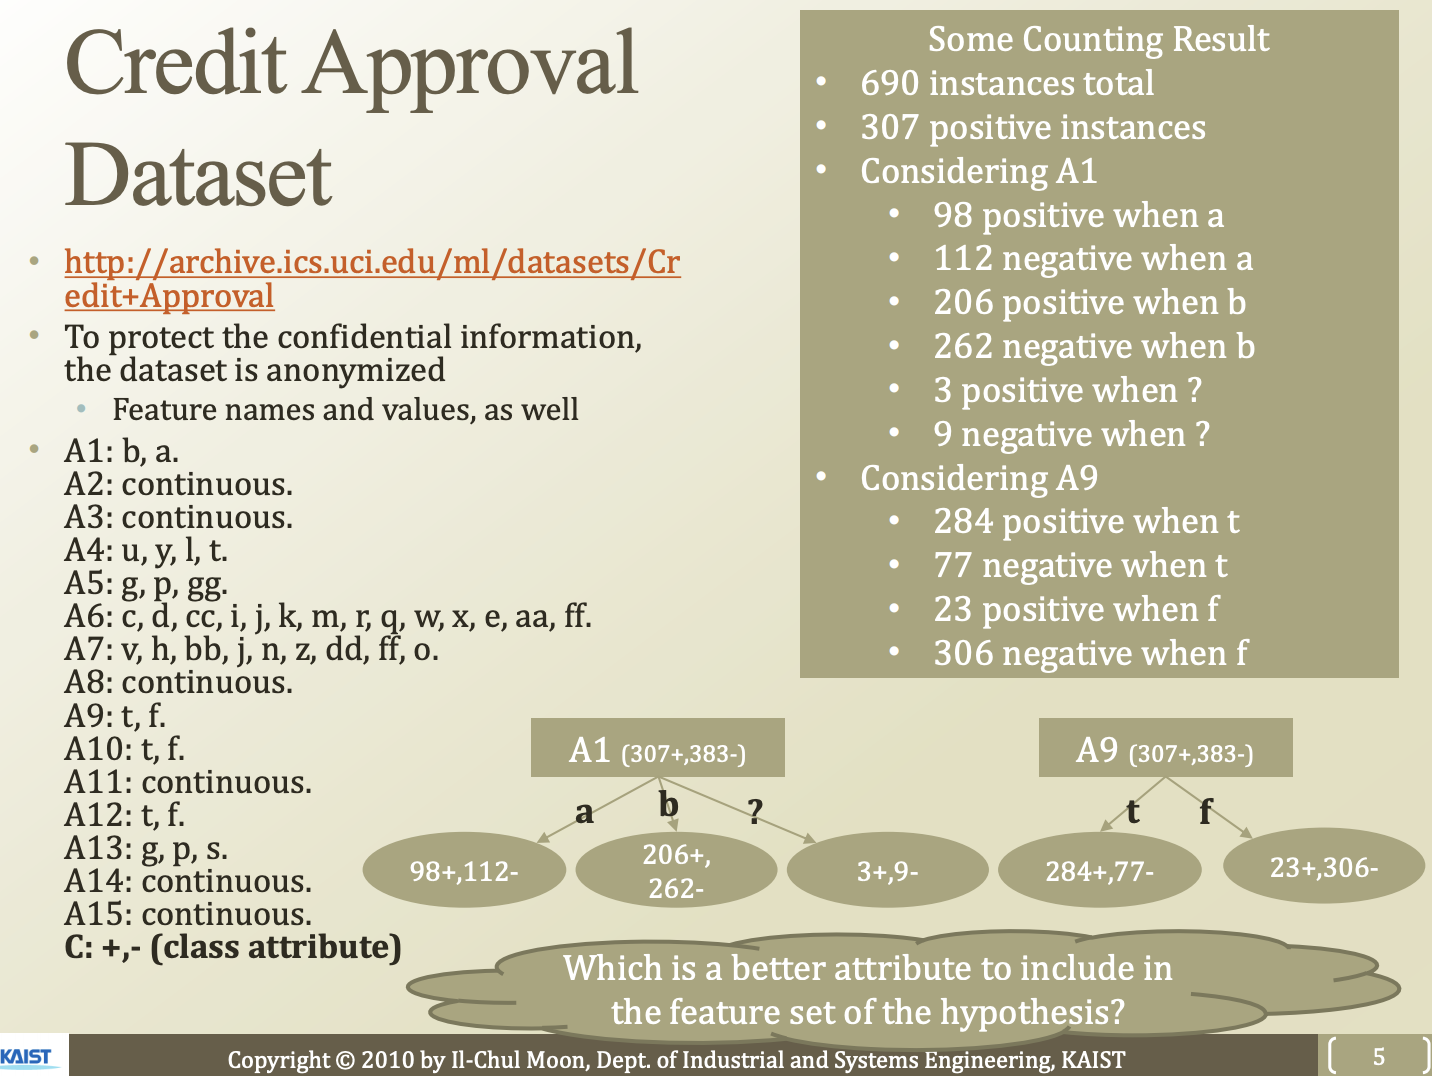 Credit Approval
Dataset
• http://archive.ics.uci.edu/ml/datasets/Cr
edit+Approval
• To protect the confidential information,
the dataset is anonymized
• Feature names and values, as well
• A1: b, a.
A2: continuous.
A3: continuous.
A4: u, y, l, t.
A5: g, p, gg.
A6: c, d, cc, i, j, k, m, r, q, w, x, e, aa, ff.
A7: v, h, bb, j, n, z, dd, ff, o.
A8: continuous.
A9: t, f.
A10: t, f.
A11: continuous.
A12: t, f.
A13: g, p, s.
A14: continuous.
A15: continuous.
C: +,- (class attribute)
Some Counting Result
• 690 instances total
• 307 positive instances
• Considering A1
• 98 positive when a
• 112 negative when a
• 206 positive when b
• 262 negative when b
• 3 positive when ?
• 9 negative when ?
• Considering A9
• 284 positive when t
• 77 negative when t
• 23 positive when f
• 306 negative when f
A1 (307+,383-)
a
b
?
98+,112-
206+,
262-
3+,9-
A9 (307+,383-)
t
f
284+,77-
23+,306-
Which is a better attribute to include in
the feature set of the hypothesis?
KAIST
Copyright © 2010 by Il-Chul Moon, Dept. of Industrial and Systems Engineering, KAIST
5